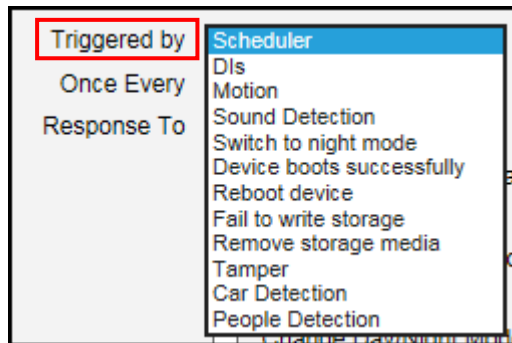 Triggered by
Scheduler
DIs
Once Every
Motion
Sound Detection
Response To
Switch to night mode
Device boots successfully
Reboot device
Fail to write storage
Remove storage media
Tamper
Car Detection
People Detection